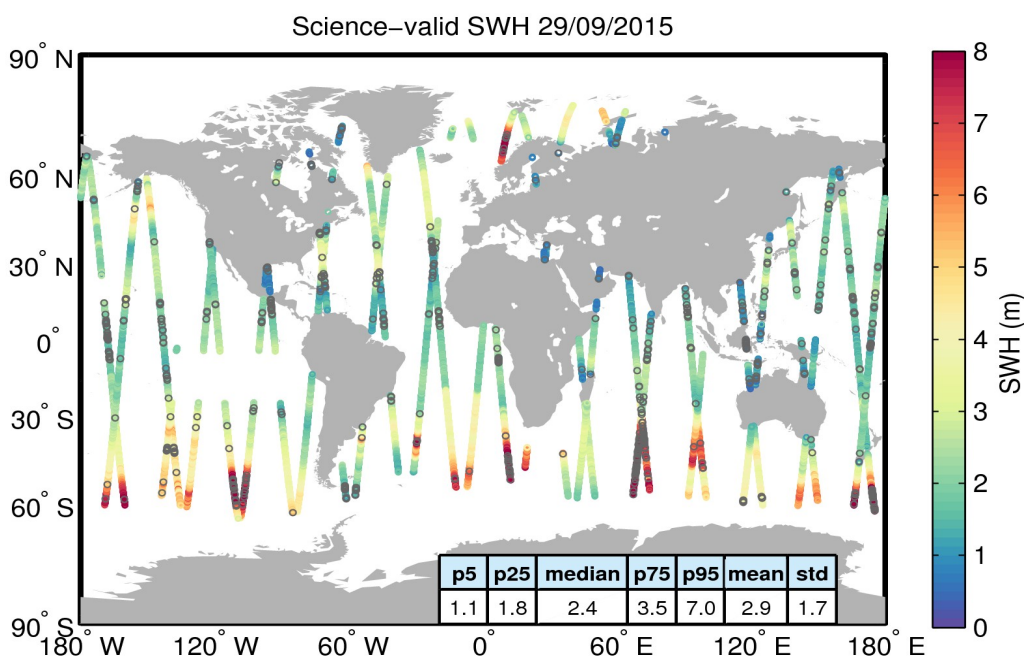 Science−valid SWH 29/09/2015
90° N
60° N
30° N
0°
30° S
60° S
90° S
180° W
120° W
60° W
0°
60° E
120° E
180° E
p5 p25 median p75 p95 mean std
1.1 1.8 2.4 3.5 7.0 2.9 1.7
8
7
6
5
4
3
2
1
0
SWH (m)